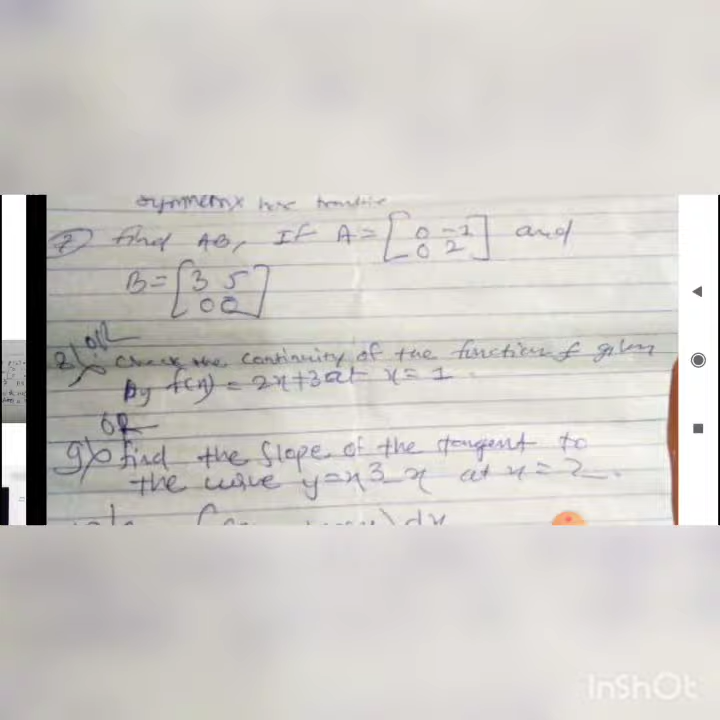 7) find AB, If A = [ 0 -1 ] and
0 2
B = [ 3 5 ]
0 0
OR
8) Check the continuity of the function f given
by f(x) = 2x+3 at x = 1.
OR
9) find the slope of the tangent to
the curve y = x3 - x at x = 2.
dx
InShOt